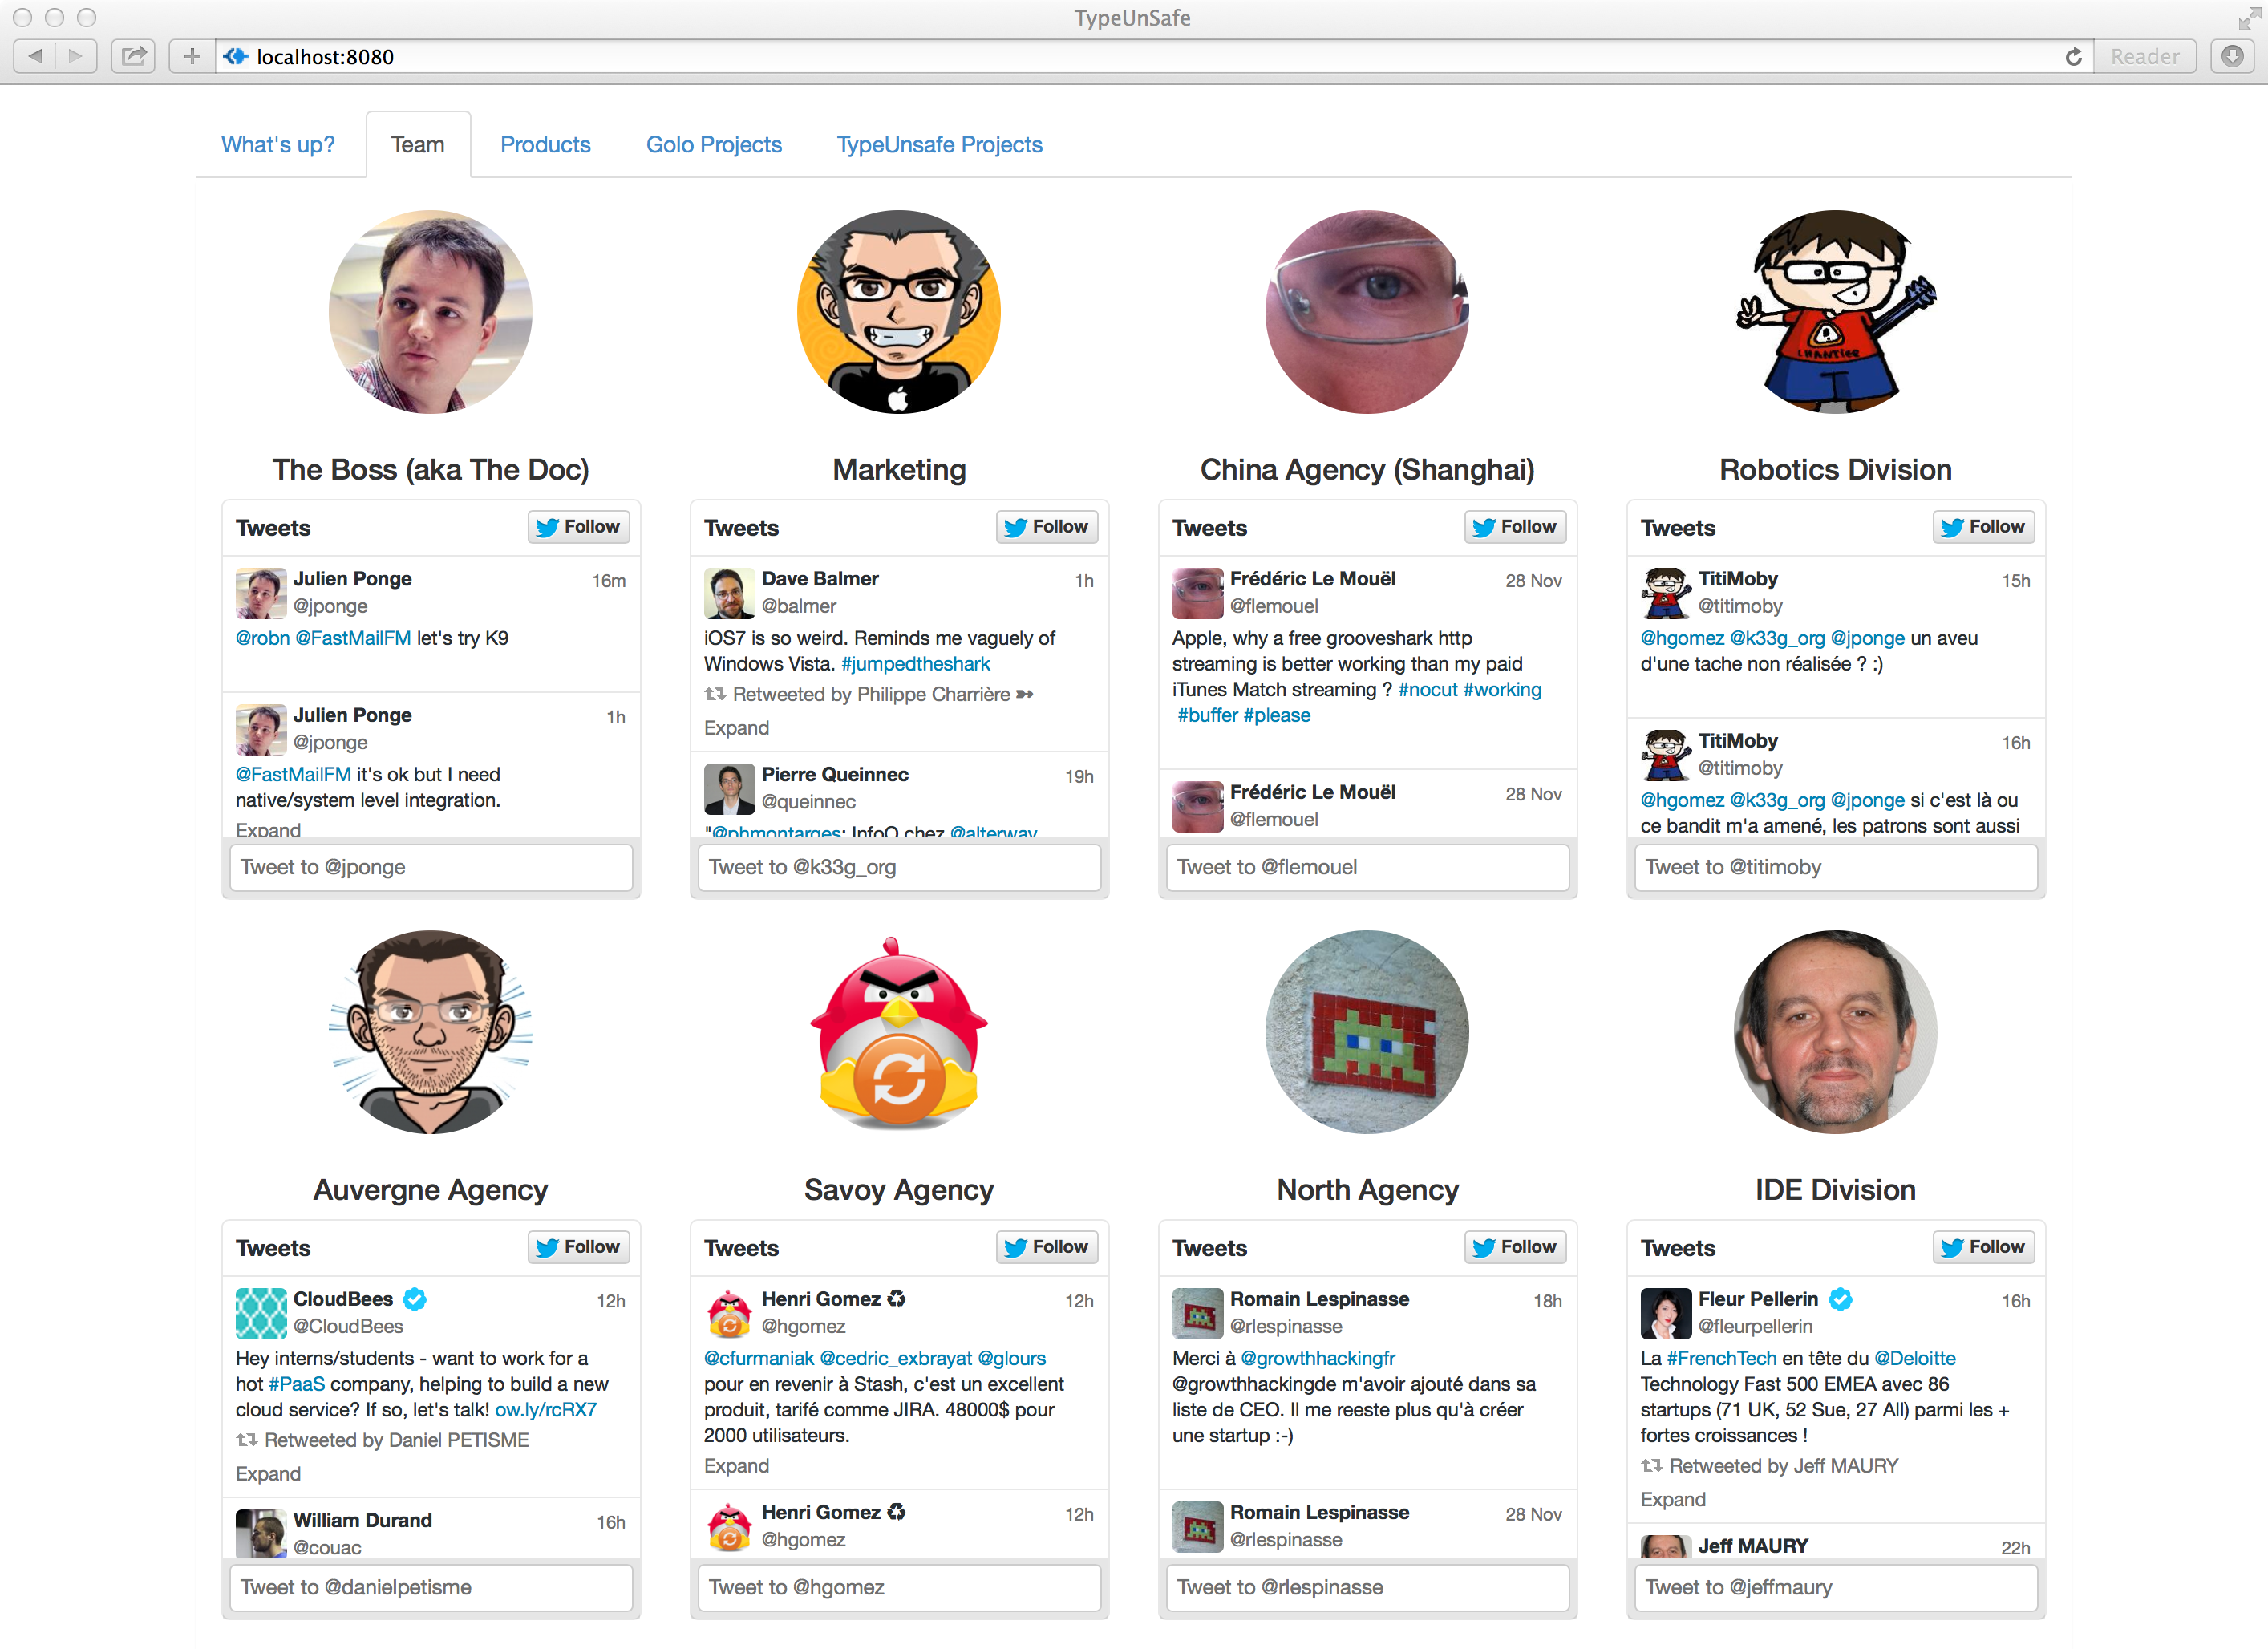 TypeUnSafe
localhost:8080
Reader
What's up?
Team
Products
Golo Projects
TypeUnsafe Projects
The Boss (aka The Doc)
Tweets
Follow
Julien Ponge
16m
@jponge
@robn @FastMailFM let's try K9
Julien Ponge
1h
@jponge
@FastMailFM it's ok but I need
native/system level integration.
Expand
Tweet to @jponge
Marketing
Tweets
Follow
Dave Balmer
1h
@balmer
iOS7 is so weird. Reminds me vaguely of
Windows Vista. #jumpedtheshark
Retweeted by Philippe Charrière ➳
Expand
Pierre Queinnec
19h
@queinnec
"@phmontarges: InfoQ chez @alterway
Tweet to @k33g_org
China Agency (Shanghai)
Tweets
Follow
Frédéric Le Mouël
28 Nov
@flemouel
Apple, why a free grooveshark http
streaming is better working than my paid
iTunes Match streaming ? #nocut #working
#buffer #please
Frédéric Le Mouël
28 Nov
@flemouel
Tweet to @flemouel
CHANTIER
Robotics Division
Tweets
Follow
TitiMoby
15h
@titimoby
@hgomez @k33g_org @jponge un aveu
d'une tache non réalisée ? :)
TitiMoby
16h
@titimoby
@hgomez @k33g_org @jponge si c'est là ou
ce bandit m'a amené, les patrons sont aussi
Tweet to @titimoby
Auvergne Agency
Tweets
Follow
CloudBees
12h
@CloudBees
Hey interns/students - want to work for a
hot #PaaS company, helping to build a new
cloud service? If so, let's talk! ow.ly/rcRX7
Retweeted by Daniel PETISME
Expand
William Durand
16h
@couac
Tweet to @danielpetisme
Savoy Agency
Tweets
Follow
Henri Gomez ♻
12h
@hgomez
@cfurmaniak @cedric_exbrayat @glours
pour en revenir à Stash, c'est un excellent
produit, tarifé comme JIRA. 48000$ pour
2000 utilisateurs.
Expand
Henri Gomez ♻
12h
@hgomez
Tweet to @hgomez
North Agency
Tweets
Follow
Romain Lespinasse
18h
@rlespinasse
Merci à @growthhackingfr
@growthhackingde m'avoir ajouté dans sa
liste de CEO. Il me reeste plus qu'à créer
une startup :-)
Romain Lespinasse
28 Nov
@rlespinasse
Tweet to @rlespinasse
IDE Division
Tweets
Follow
Fleur Pellerin
16h
@fleurpellerin
La #FrenchTech en tête du @Deloitte
Technology Fast 500 EMEA avec 86
startups (71 UK, 52 Sue, 27 All) parmi les +
fortes croissances !
Retweeted by Jeff MAURY
Expand
Jeff MAURY
22h
Tweet to @jeffmaury